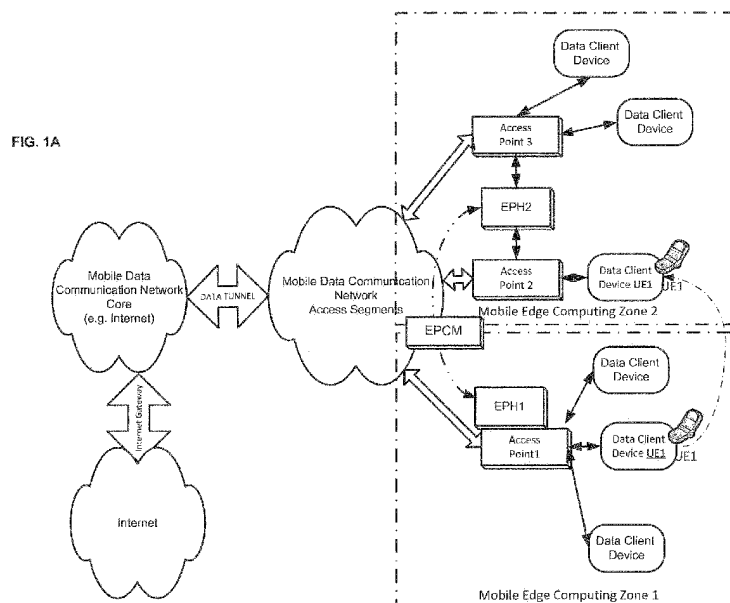 FIG. 1A
Data Client
Device
Data Client
Device
Access
Point 3
EPH2
Access
Point 2
Data Client
Device UE1
UE1
Mobile Edge Computing Zone 2
Mobile Data
Communication Network
Core
(e.g. Internet)
DATA TUNNEL
Mobile Data Communication
Network
Access Segments
EPCM
EPH1
Access
Point1
Data Client
Device
Data Client
Device UE1
UE1
Data Client
Device
Internet Gateway
Internet
Mobile Edge Computing Zone 1